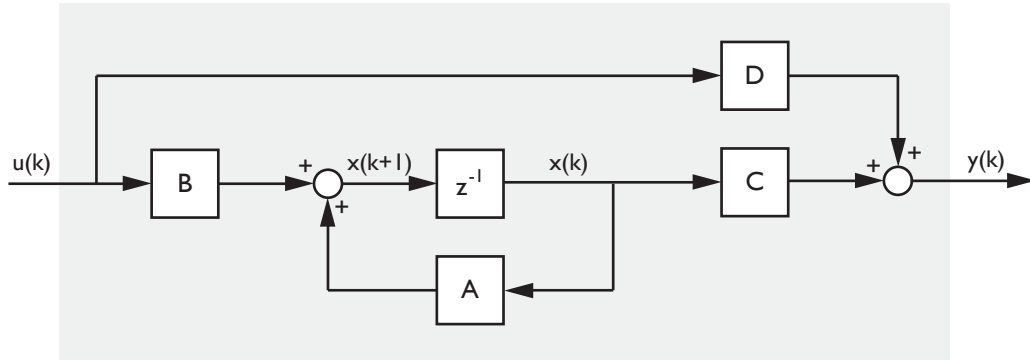 D
u(k)
B
+
x(k+1)
z⁻¹
x(k)
C
+
+
y(k)
+
A